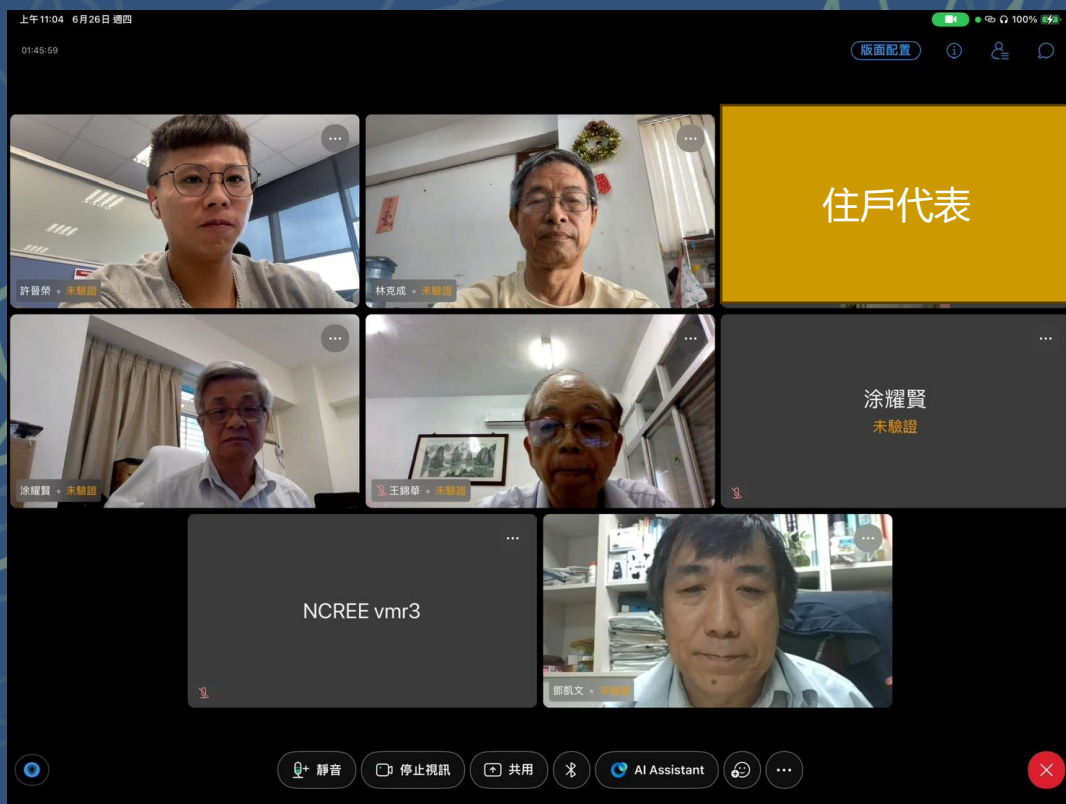 上午11:04 6月26日 週四
100%
01:45:59
版面配置
許晉榮 • 未驗證
林克成 • 未驗證
住戶代表
涂耀賢 • 未驗證
王錦華 • 未驗證
涂耀賢
未驗證
NCREE vmr3
鄧凱文 • 未驗證
靜音
停止視訊
共用
AI Assistant